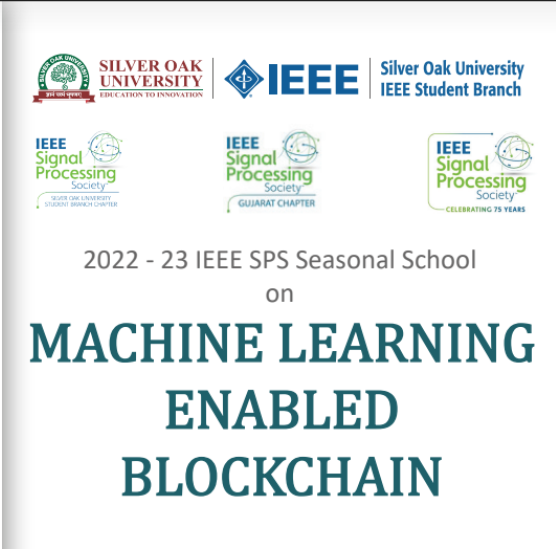 SILVER OAK
UNIVERSITY
EDUCATION TO INNOVATION
IEEE
Silver Oak University
IEEE Student Branch
IEEE
Signal
Processing
Society
SILVER OAK UNIVERSITY
STUDENT BRANCH CHAPTER
IEEE
Signal
Processing
Society
GUJARAT CHAPTER
IEEE
Signal
Processing
Society
CELEBRATING 75 YEARS
2022 - 23 IEEE SPS Seasonal School
on
MACHINE LEARNING
ENABLED
BLOCKCHAIN